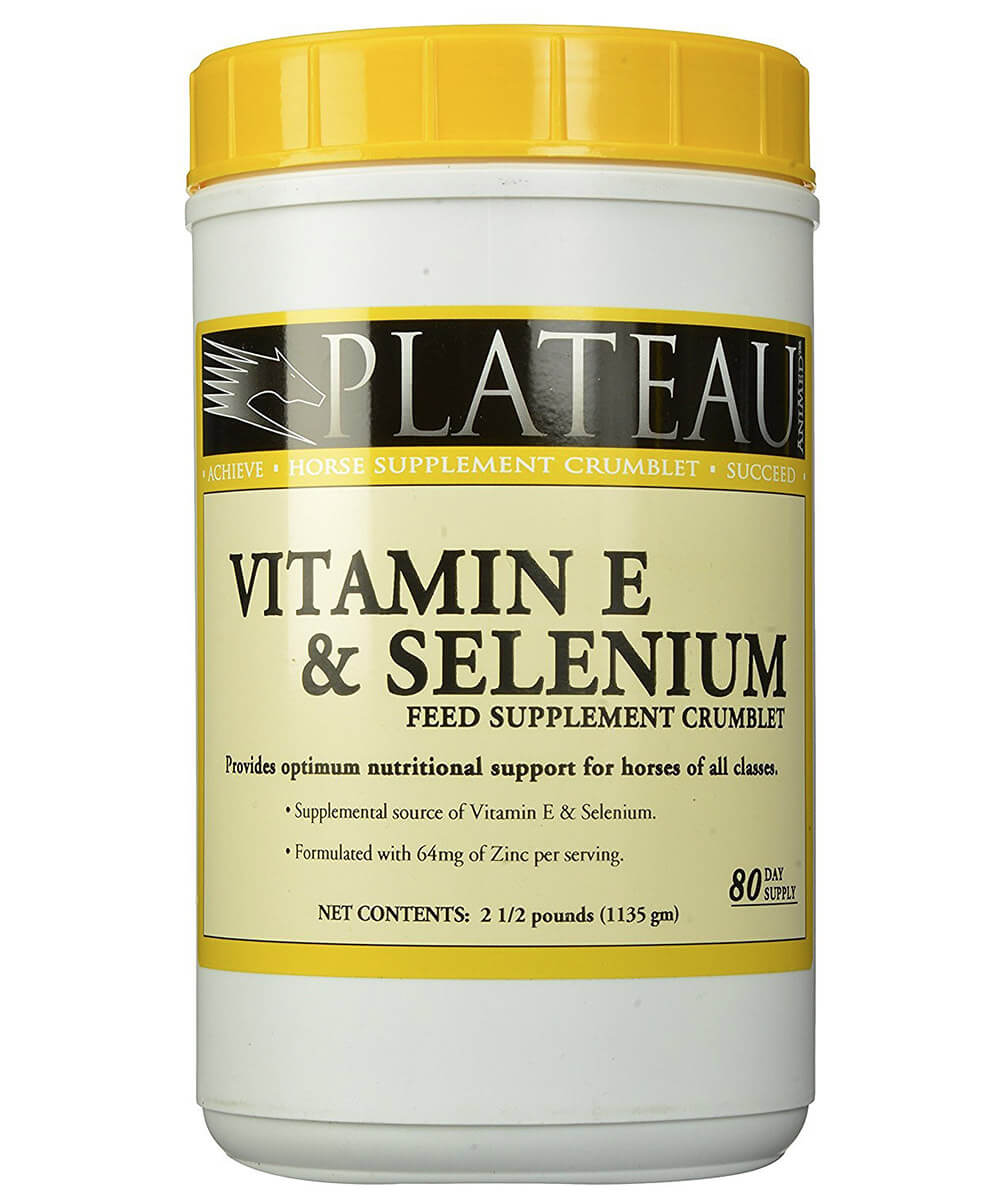 PLATEAU
ANIMED™
• ACHIEVE • HORSE SUPPLEMENT CRUMBLET • SUCCEED •
VITAMIN E
& SELENIUM
FEED SUPPLEMENT CRUMBLET
Provides optimum nutritional support for horses of all classes.
• Supplemental source of Vitamin E & Selenium.
• Formulated with 64mg of Zinc per serving.
80 DAY
SUPPLY
NET CONTENTS: 2 1/2 pounds (1135 gm)